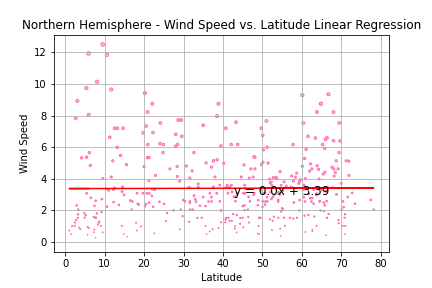 Northern Hemisphere - Wind Speed vs. Latitude Linear Regression
12
10
8
6
4
2
0
Wind Speed
y = 0.0x + 3.39
0 10 20 30 40 50 60 70 80
Latitude